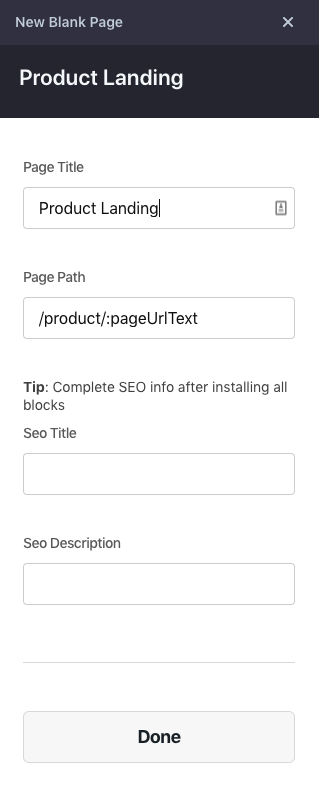 New Blank Page
Product Landing
Page Title
Product Landing
Page Path
/product/:pageUrlText
Tip: Complete SEO info after installing all
blocks
Seo Title
Seo Description
Done